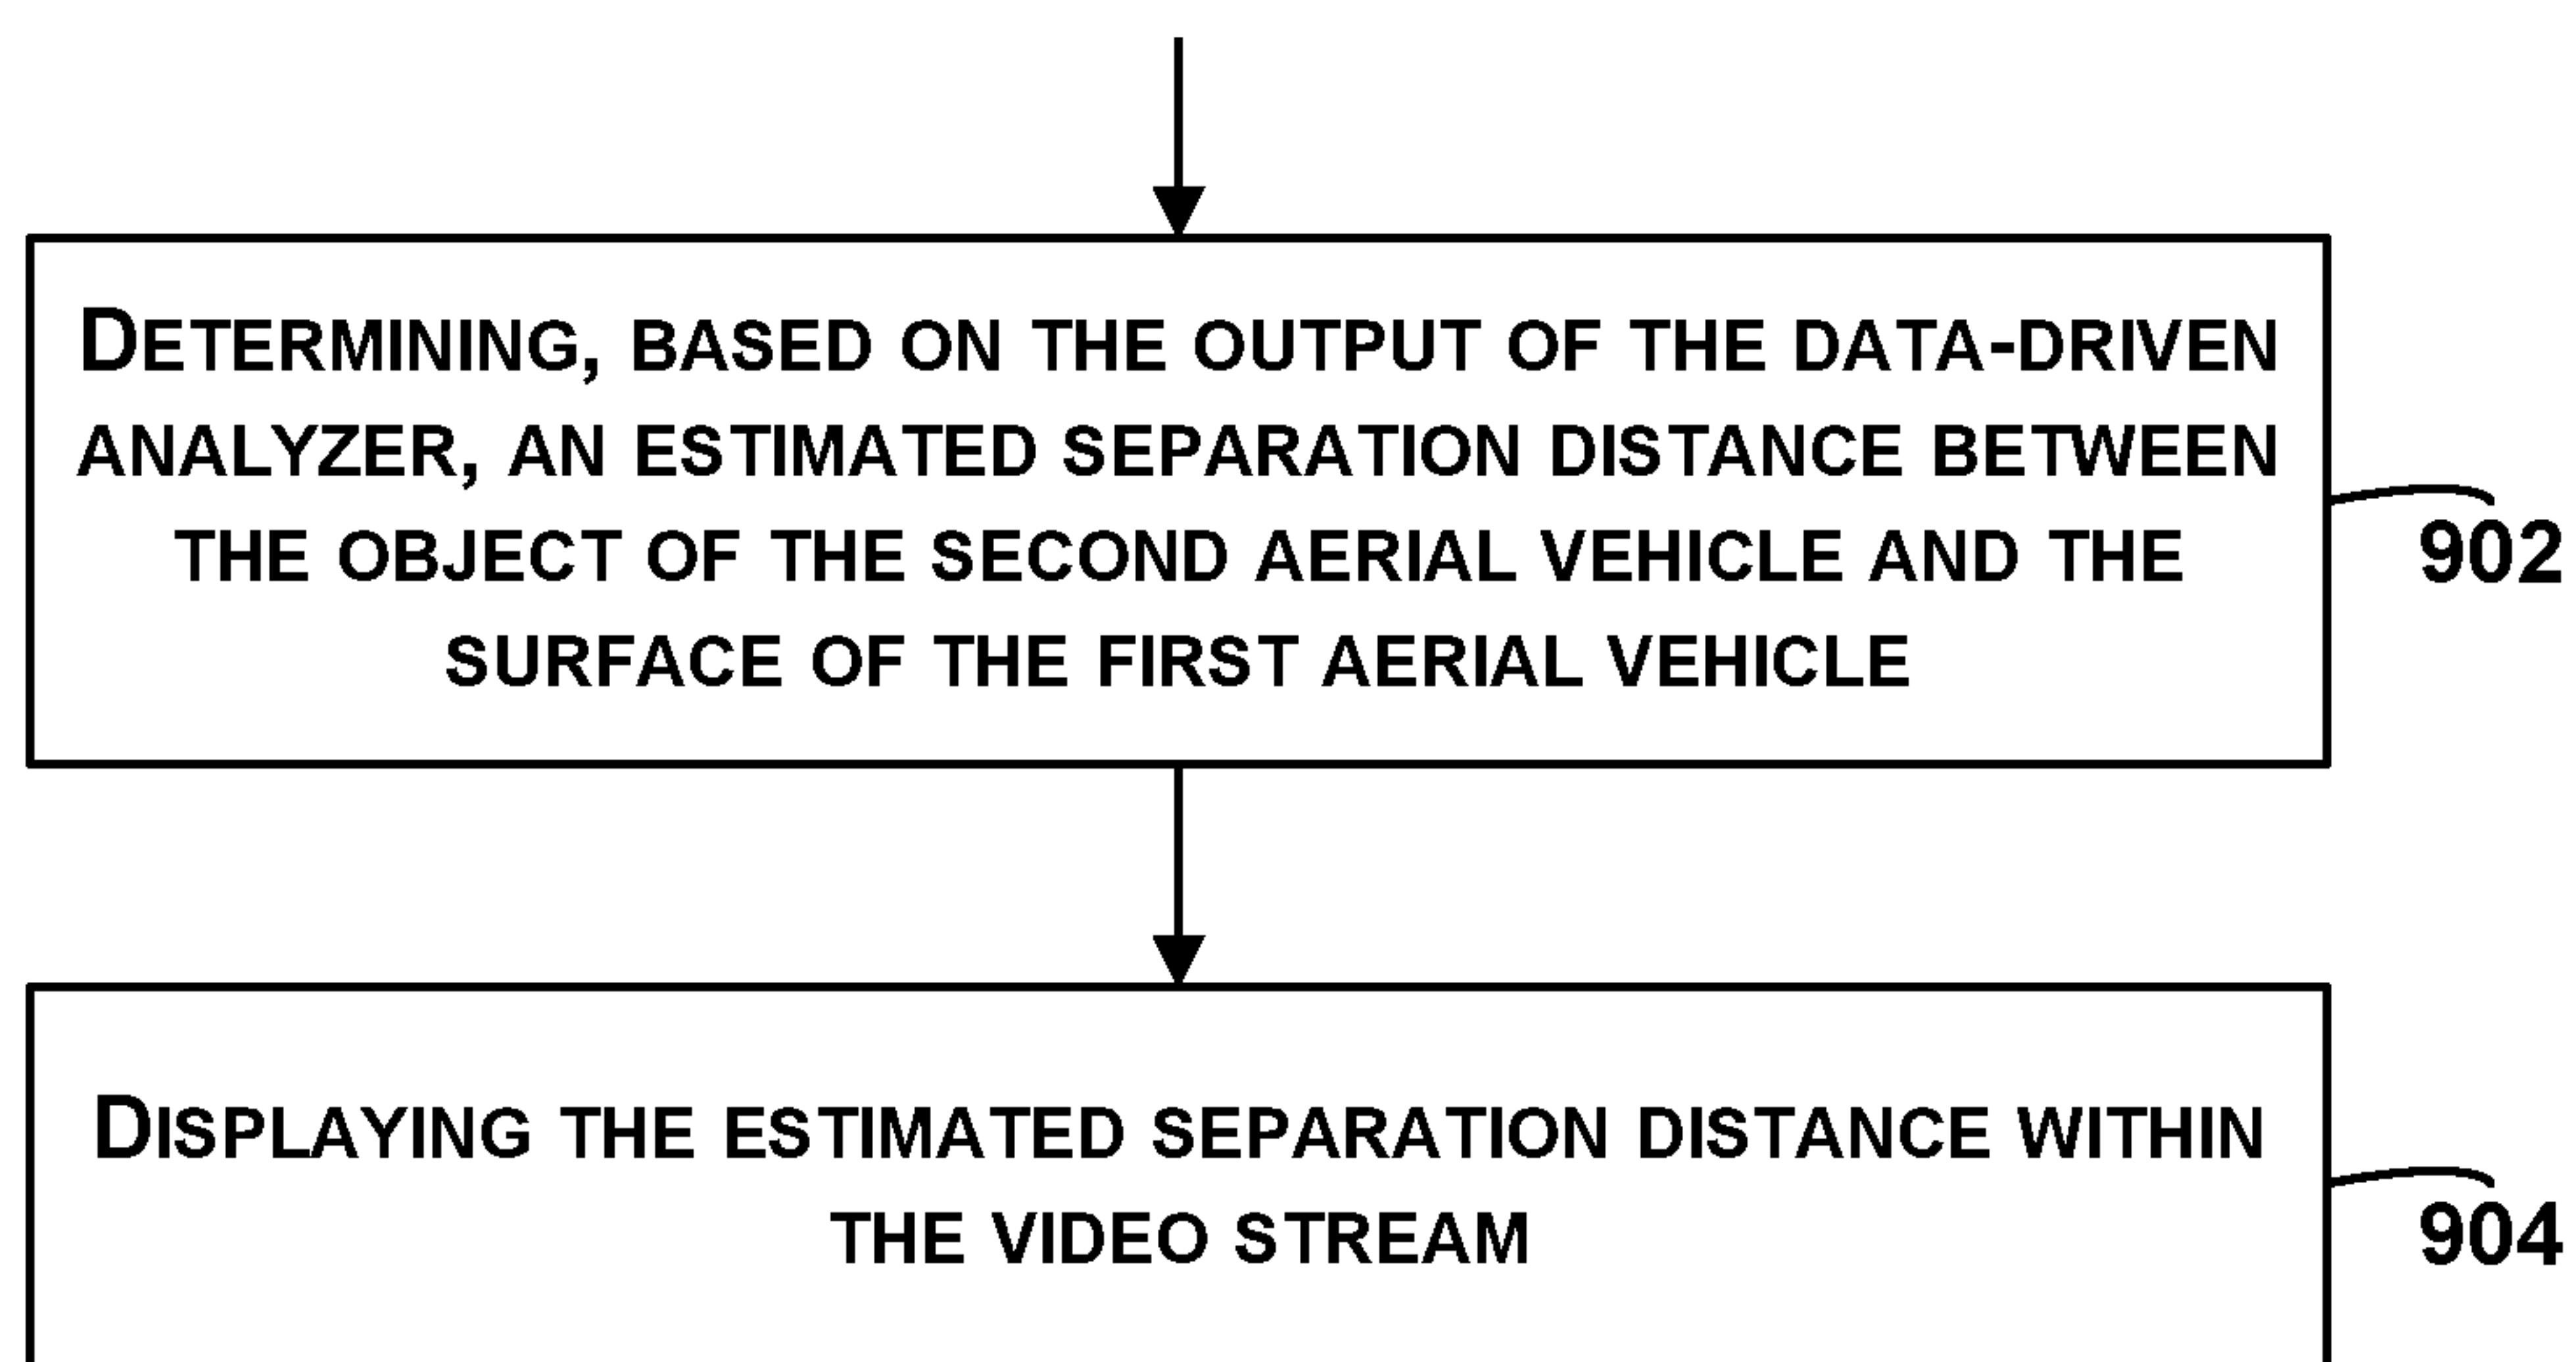 DETERMINING, BASED ON THE OUTPUT OF THE DATA-DRIVEN
ANALYZER, AN ESTIMATED SEPARATION DISTANCE BETWEEN
THE OBJECT OF THE SECOND AERIAL VEHICLE AND THE
SURFACE OF THE FIRST AERIAL VEHICLE
902
DISPLAYING THE ESTIMATED SEPARATION DISTANCE WITHIN
THE VIDEO STREAM
904